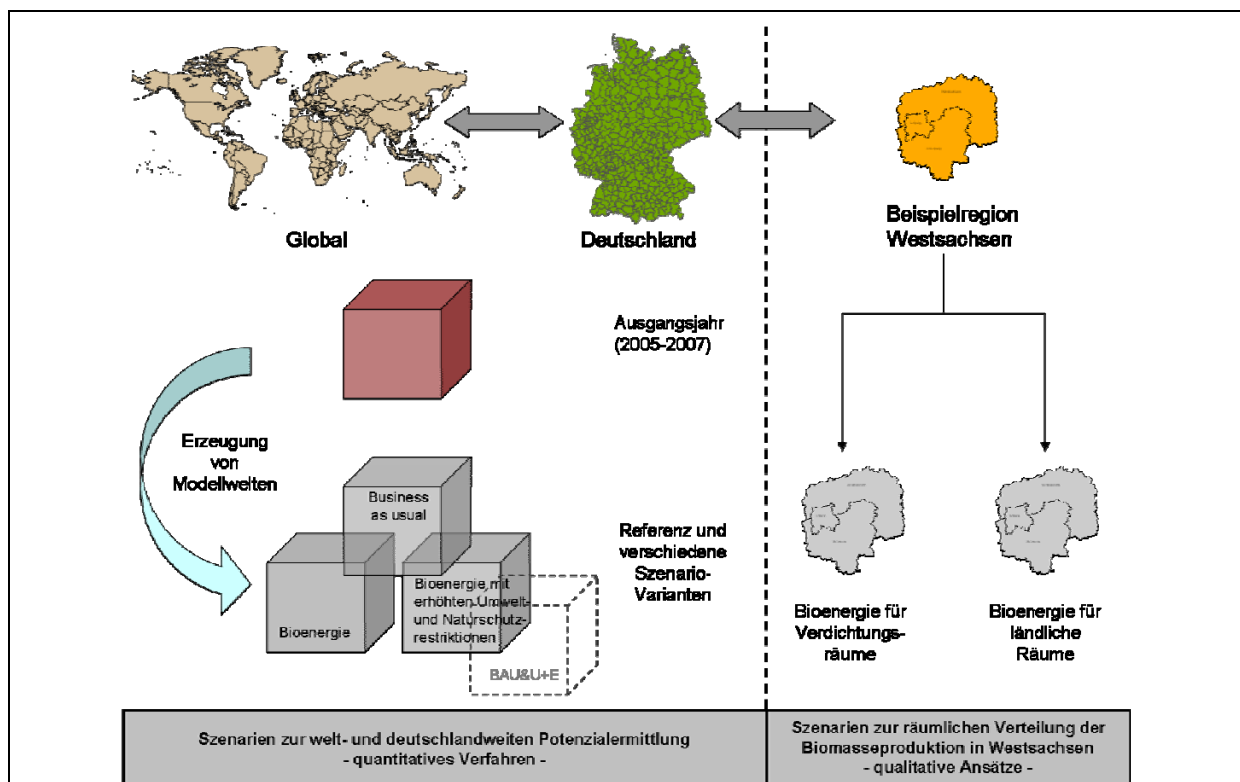 Global
Deutschland
Beispielregion
Westsachsen
Ausgangsjahr
(2005-2007)
Erzeugung
von
Modellwelten
Business
as usual
Bioenergie
Bioenergie mit
erhöhten Umwelt-
und Naturschutz-
restriktionen
BAU&U+E
Referenz und
verschiedene
Szenario-
Varianten
Bioenergie für
Verdichtungs-
räume
Bioenergie für
ländliche
Räume
Szenarien zur welt- und deutschlandweiten Potenzialermittlung
- quantitatives Verfahren -
Szenarien zur räumlichen Verteilung der
Biomasseproduktion in Westsachsen
- qualitative Ansätze -